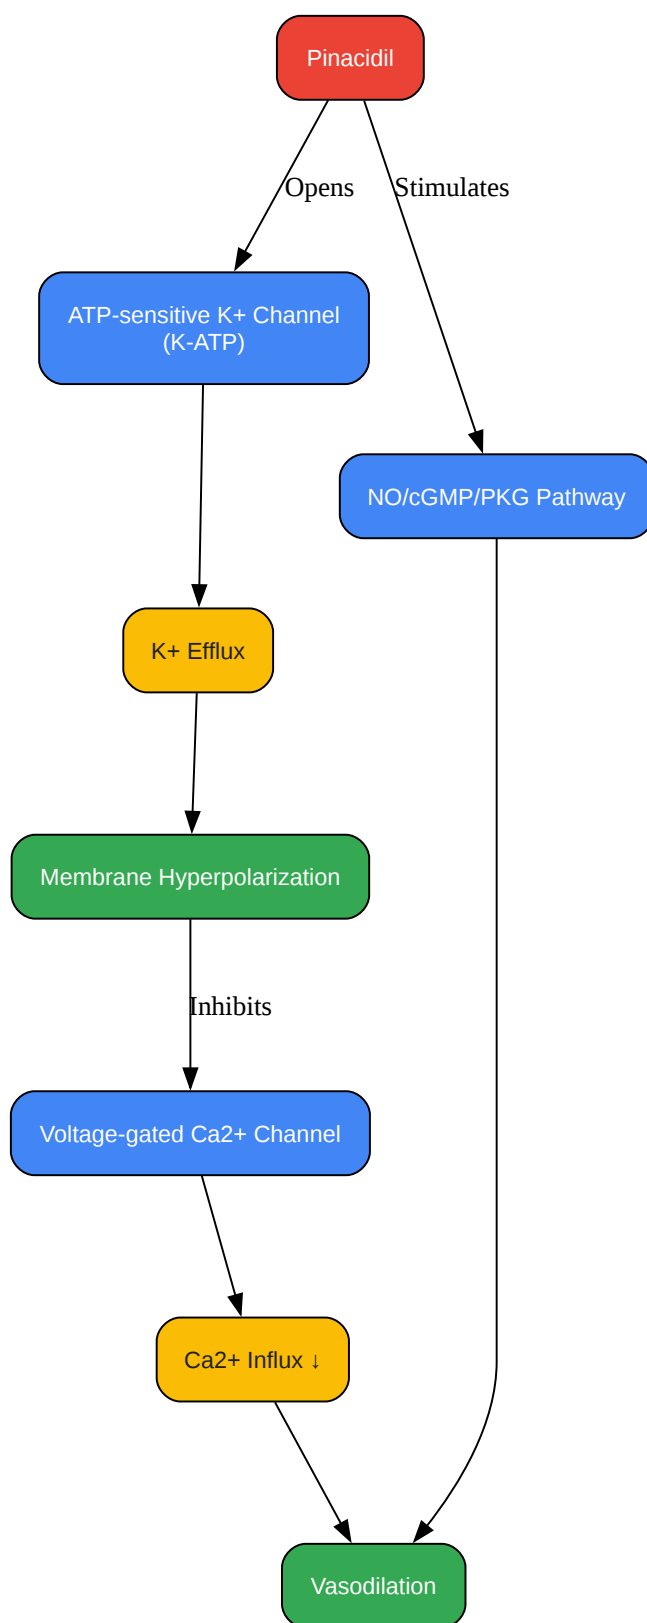 Pinacidil
Opens
Stimulates
ATP-sensitive K+ Channel
(K-ATP)
NO/cGMP/PKG Pathway
K+ Efflux
Membrane Hyperpolarization
Inhibits
Voltage-gated Ca2+ Channel
Ca2+ Influx ↓
Vasodilation